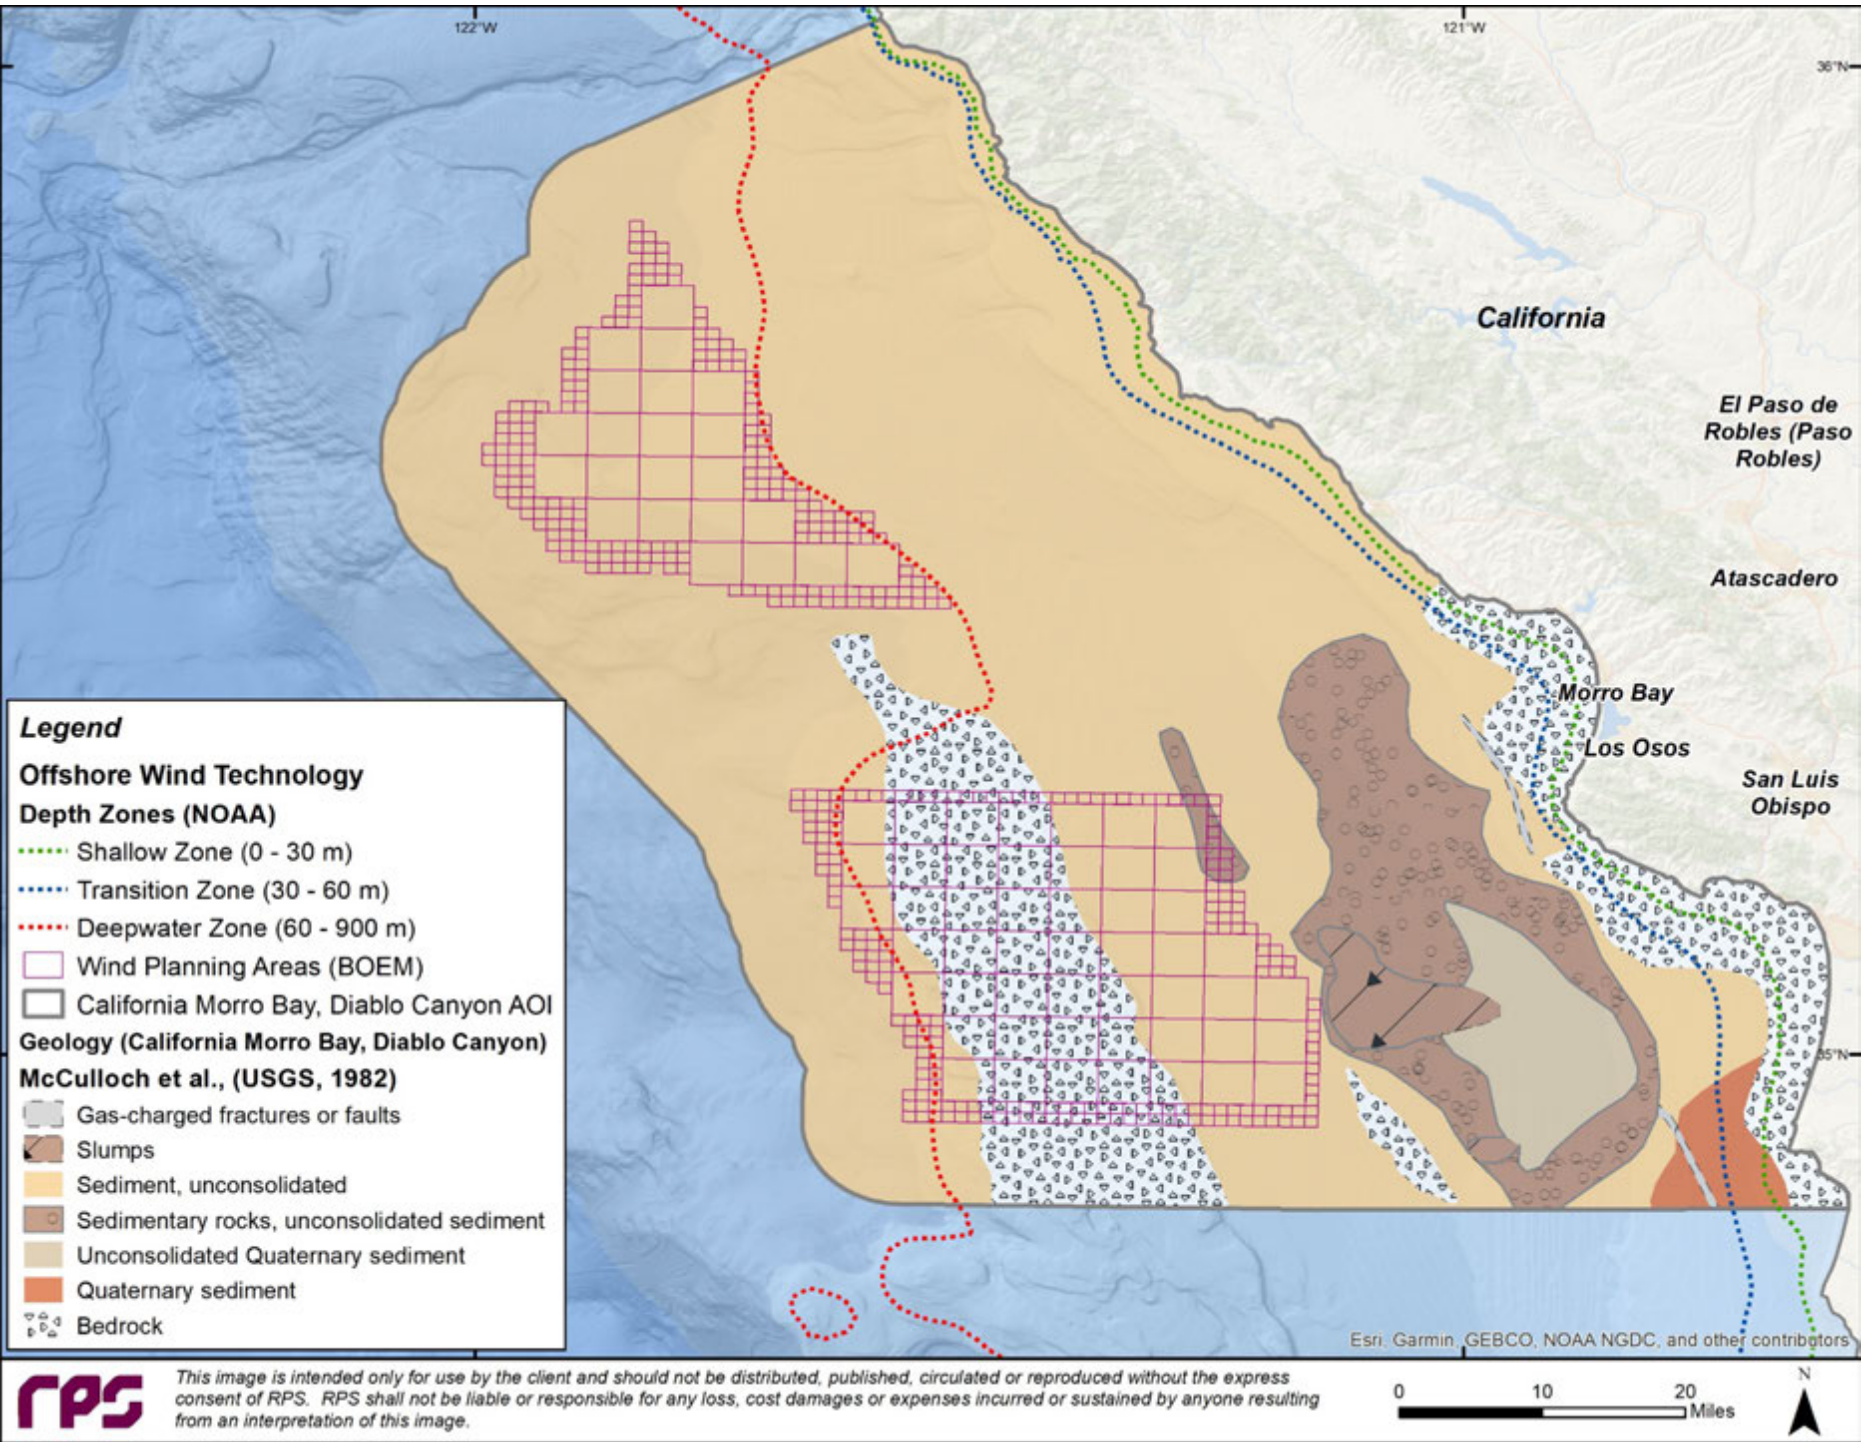 122°W
121°W
36°N
California
El Paso de
Robles (Paso
Robles)
Atascadero
Morro Bay
Los Osos
San Luis
Obispo
35°N
Legend
Offshore Wind Technology
Depth Zones (NOAA)
Shallow Zone (0 - 30 m)
Transition Zone (30 - 60 m)
Deepwater Zone (60 - 900 m)
Wind Planning Areas (BOEM)
California Morro Bay, Diablo Canyon AOI
Geology (California Morro Bay, Diablo Canyon)
McCulloch et al., (USGS, 1982)
Gas-charged fractures or faults
Slumps
Sediment, unconsolidated
Sedimentary rocks, unconsolidated sediment
Unconsolidated Quaternary sediment
Quaternary sediment
Bedrock
Esri, Garmin, GEBCO, NOAA NGDC, and other contributors
rps
This image is intended only for use by the client and should not be distributed, published, circulated or reproduced without the express
consent of RPS. RPS shall not be liable or responsible for any loss, cost damages or expenses incurred or sustained by anyone resulting
from an interpretation of this image.
0 10 20
Miles
N